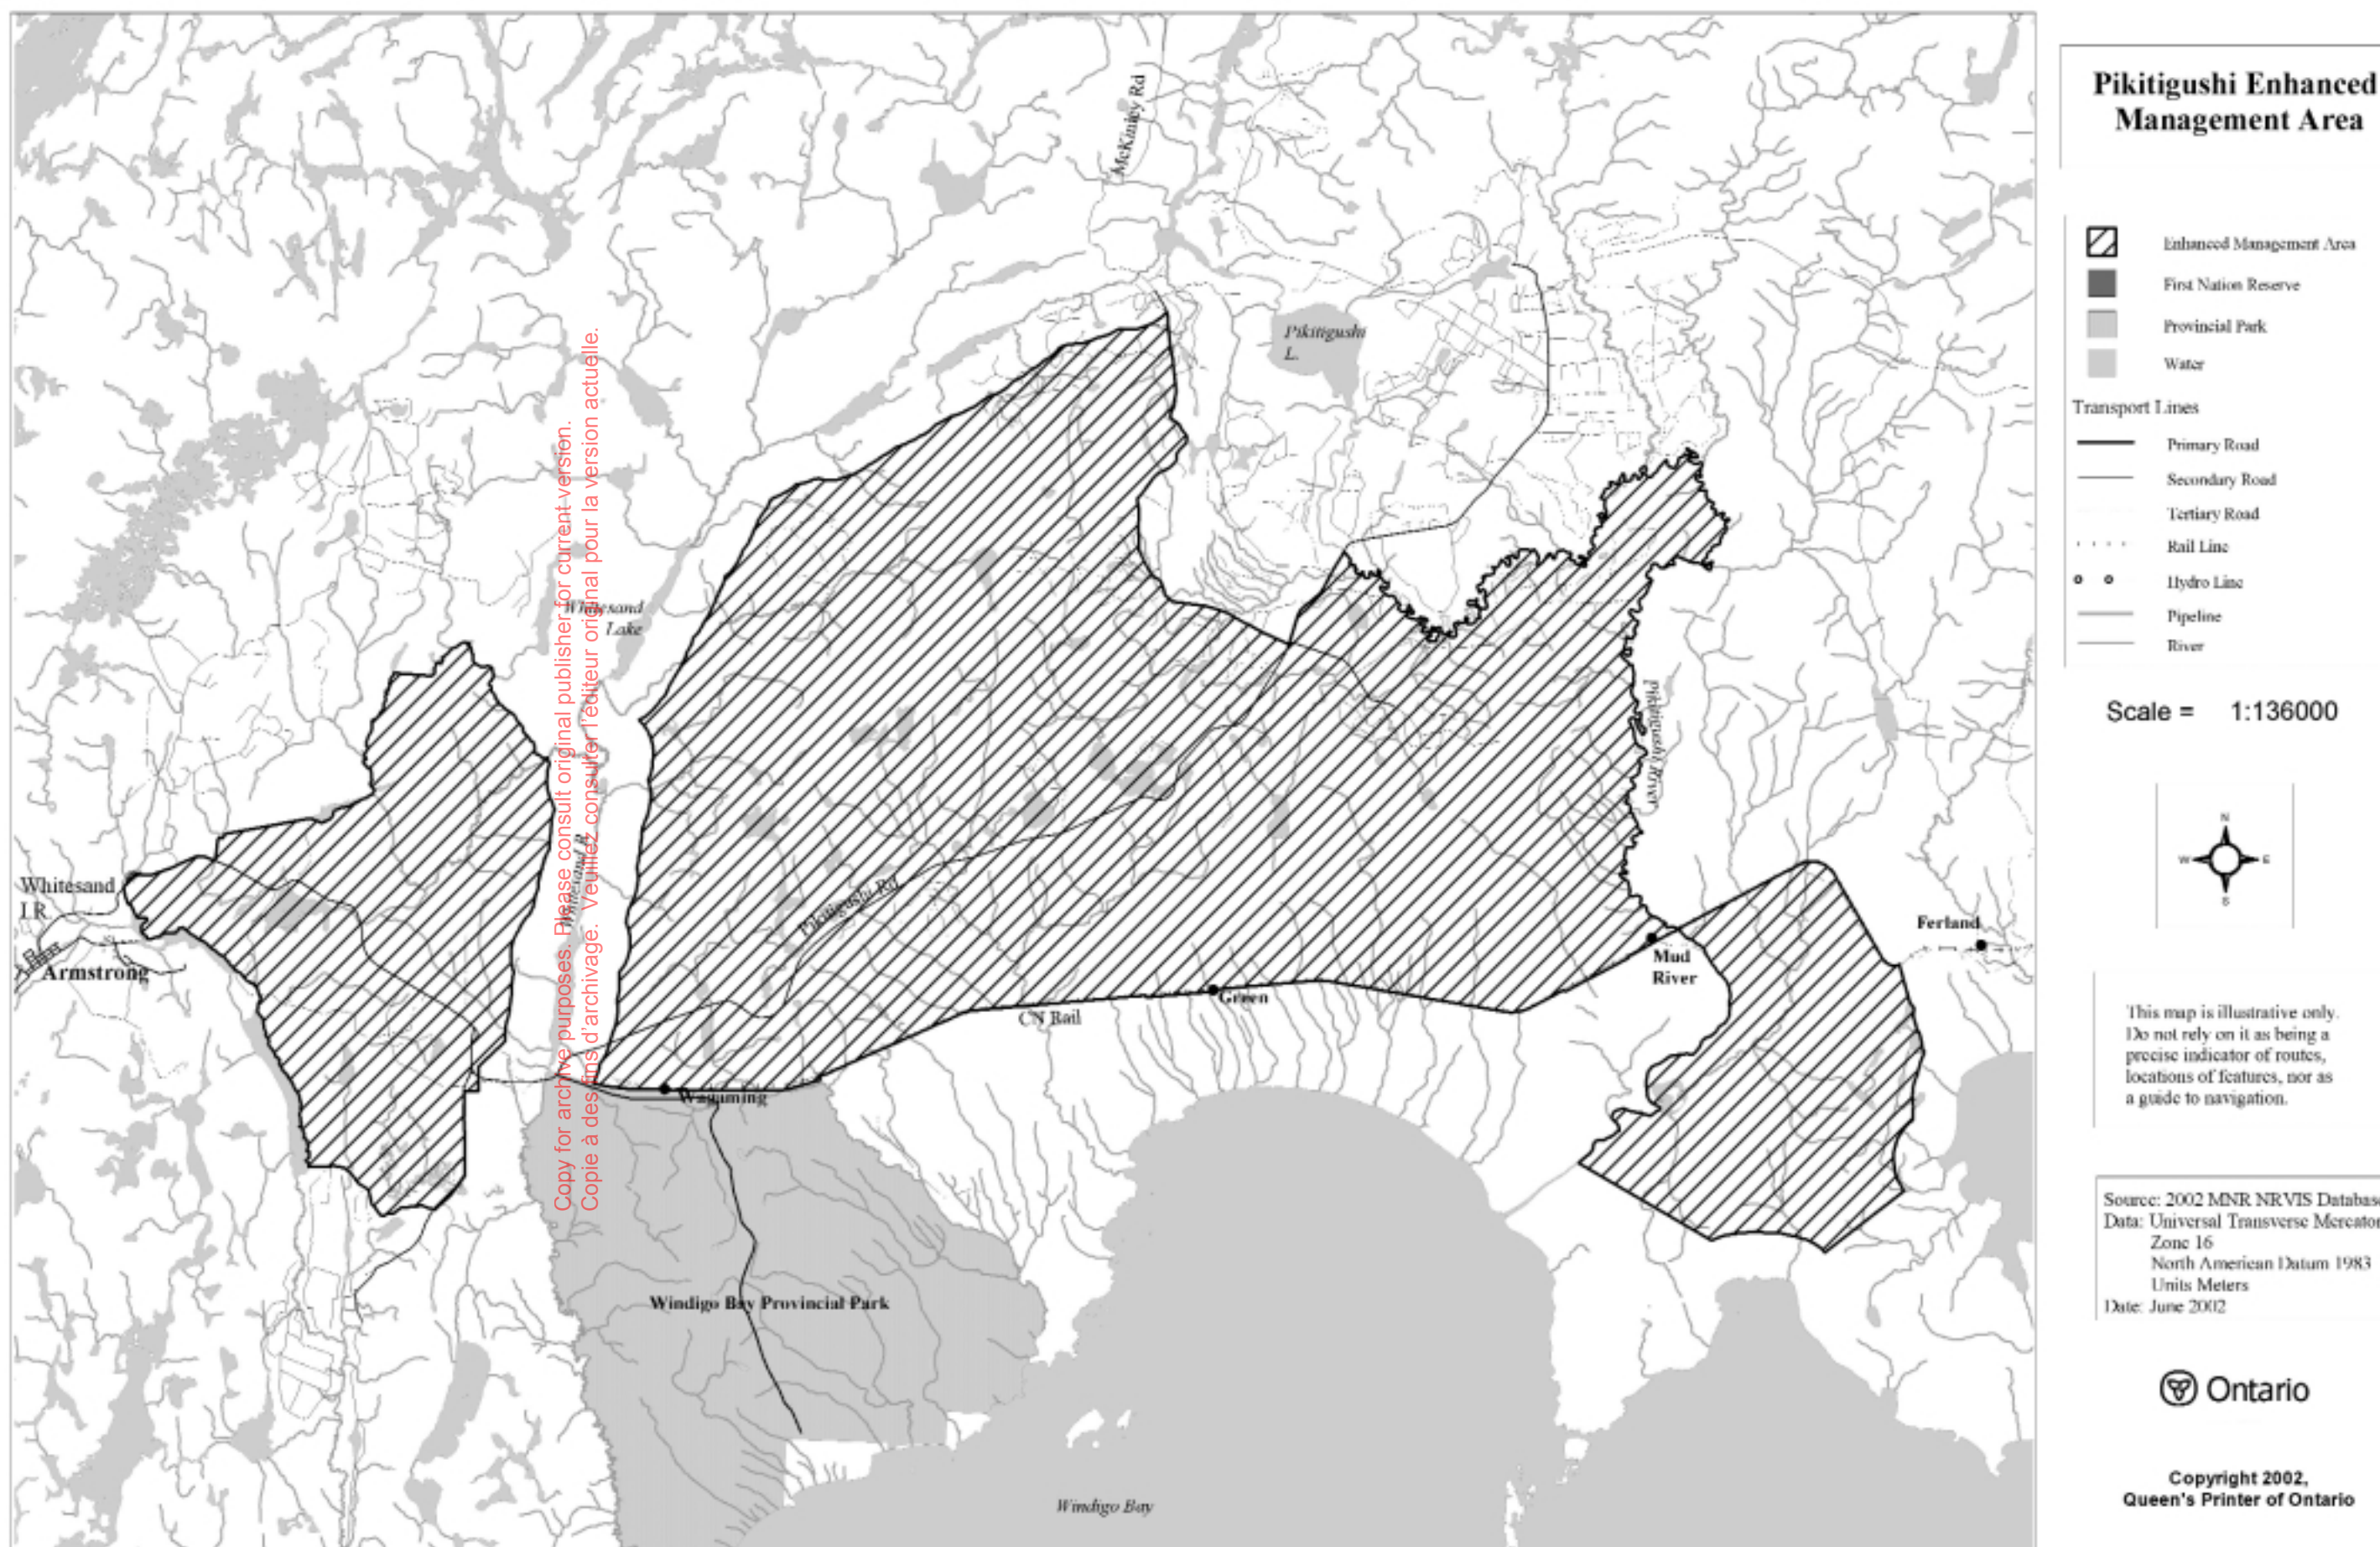 Pikitigushi Enhanced
Management Area
Enhanced Management Area
First Nation Reserve
Provincial Park
Water
Transport Lines
Primary Road
Secondary Road
Tertiary Road
Rail Line
Hydro Line
Pipeline
River
Scale = 1:136000
N
W
E
S
This map is illustrative only.
Do not rely on it as being a
precise indicator of routes,
locations of features, nor as
a guide to navigation.
Source: 2002 MNR NRVIS Database
Data: Universal Transverse Mercator
Zone 16
North American Datum 1983
Units Meters
Date: June 2002
Ontario
Copyright 2002,
Queen's Printer of Ontario
McKinley Rd
Pikitigushi
L.
Whitesand
Lake
Whitesand R.
Pikitigushi River
Whitesand
I.R.
Armstrong
Pikitigushi Rd
Ferland
Mud
River
Green
CN Rail
Wagaming
Windigo Bay Provincial Park
Windigo Bay
Copy for archive purposes. Please consult original publisher for current version.
Copie à des fins d'archivage. Veuillez consulter l'éditeur original pour la version actuelle.